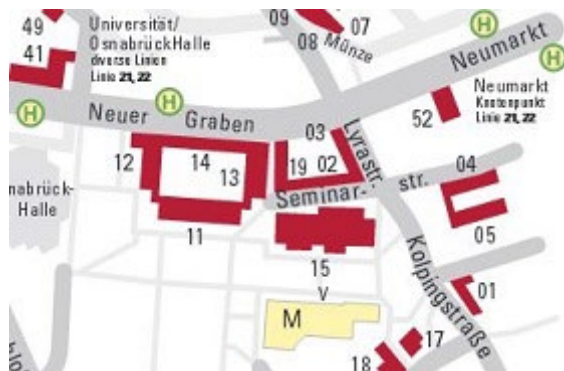 49
41
Universität/
OsnabrückHalle
diverse Linien
Linie 21, 22
H
09
08
07
Münze
H
Neumarkt
H
Neumarkt
Knotenpunkt
Linie 21, 22
52
H
Neuer Graben
H
12
14
13
11
03
19
02
Lyrastr.
Seminar-
str.
04
05
nabrück-
Halle
15
V
M
Kolpingstraße
01
17
18